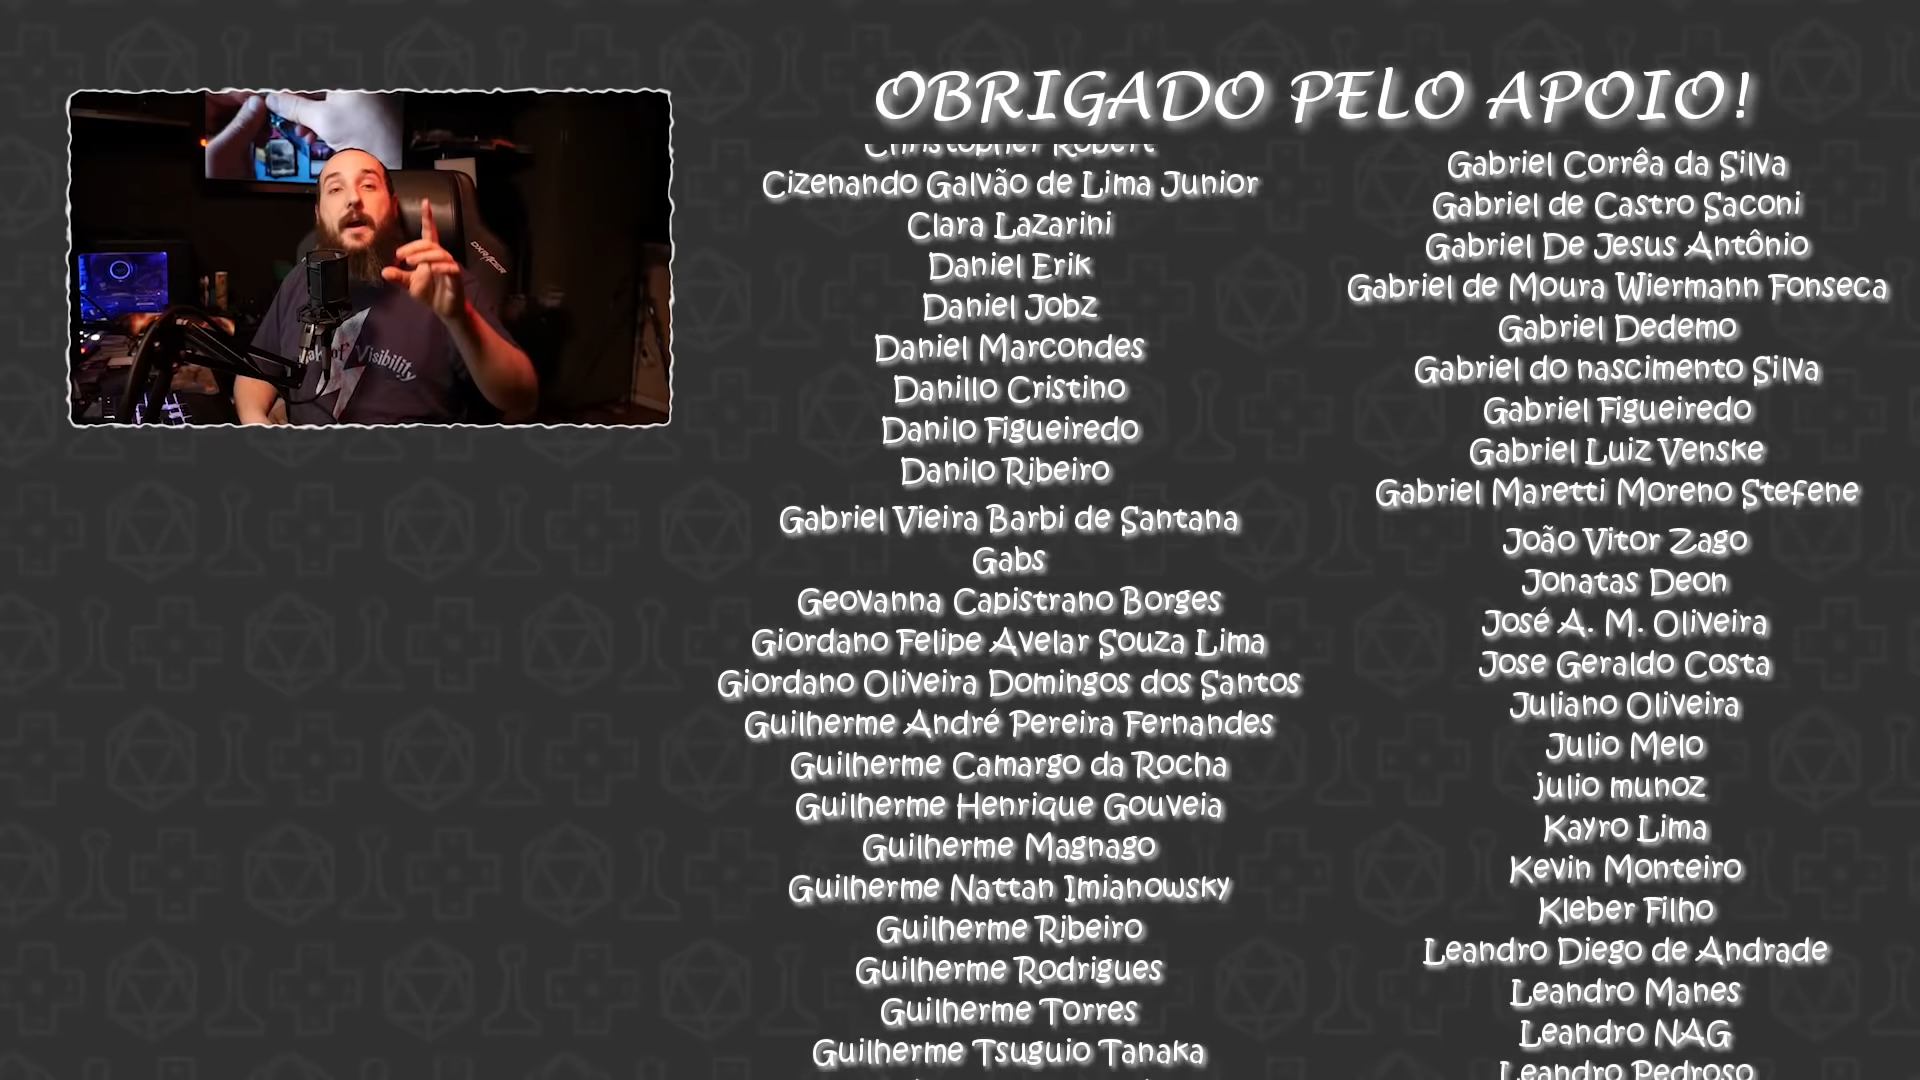 OBRIGADO PELO APOIO!
Christopher Robert
Cizenando Galvão de Lima Junior
Clara Lazarini
Daniel Erik
Daniel Jobz
Daniel Marcondes
Danillo Cristino
Danilo Figueiredo
Danilo Ribeiro
Gabriel Vieira Barbi de Santana
Gabs
Geovanna Capistrano Borges
Giordano Felipe Avelar Souza Lima
Giordano Oliveira Domingos dos Santos
Guilherme André Pereira Fernandes
Guilherme Camargo da Rocha
Guilherme Henrique Gouveia
Guilherme Magnago
Guilherme Nattan Imianowsky
Guilherme Ribeiro
Guilherme Rodrigues
Guilherme Torres
Guilherme Tsuguio Tanaka
Gabriel Corrêa da Silva
Gabriel de Castro Saconi
Gabriel De Jesus Antônio
Gabriel de Moura Wiermann Fonseca
Gabriel Dedemo
Gabriel do nascimento Silva
Gabriel Figueiredo
Gabriel Luiz Venske
Gabriel Maretti Moreno Stefene
João Vitor Zago
Jonatas Deon
José A. M. Oliveira
Jose Geraldo Costa
Juliano Oliveira
Julio Melo
julio munoz
Kayro Lima
Kevin Monteiro
Kleber Filho
Leandro Diego de Andrade
Leandro Manes
Leandro NAG
Leandro Pedroso
DXRACER
of Visibility